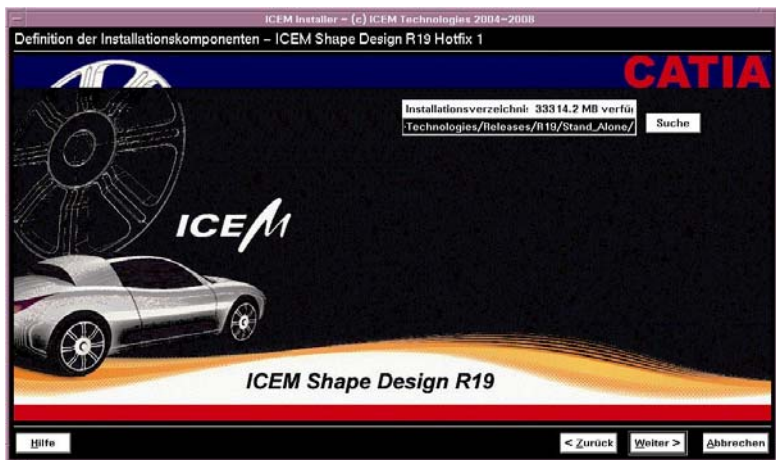 ICEM Installer – (c) ICEM Technologies 2004–2008
Definition der Installationskomponenten – ICEM Shape Design R19 Hotfix 1
CATIA
Installationsverzeichni: 33314.2 MB verfü
-Technologies/Releases/R19/Stand_Alone/
Suche
ICEM
ICEM Shape Design R19
Hilfe
< Zurück
Weiter >
Abbrechen